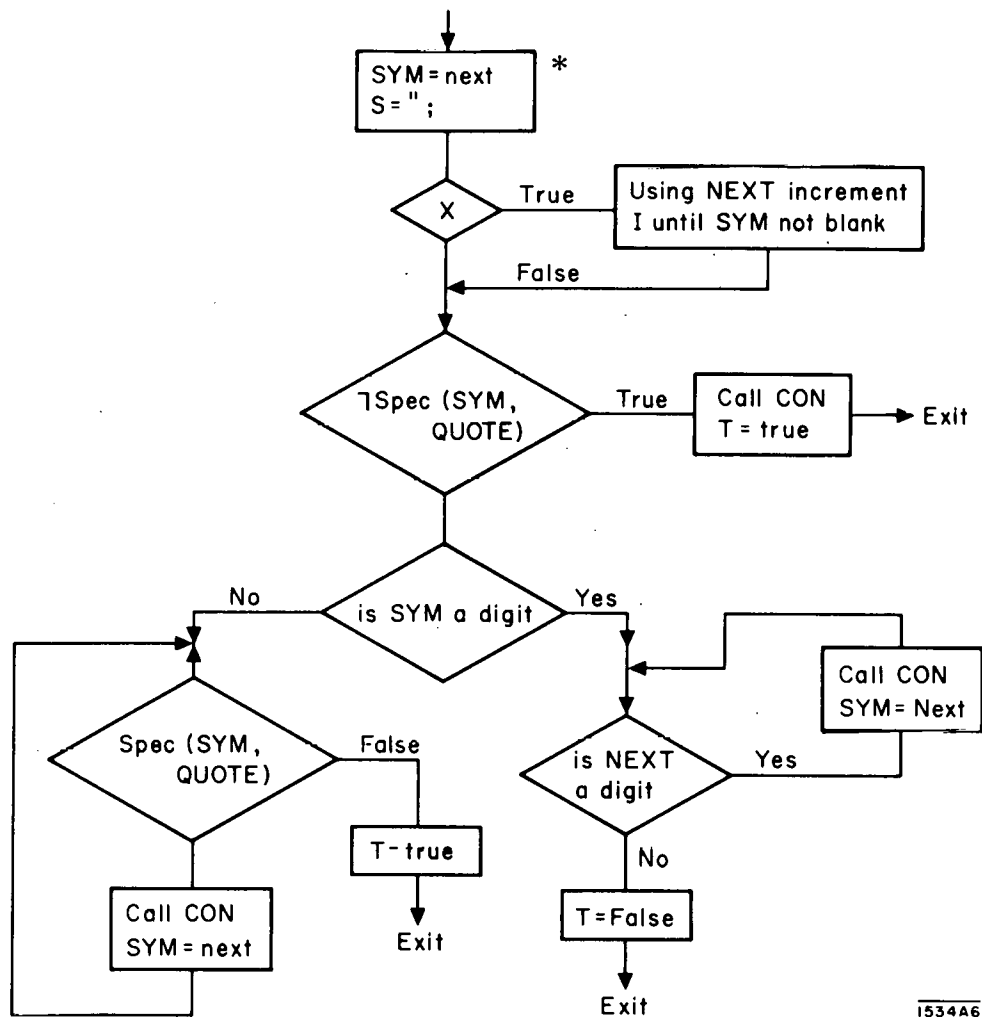 SYM = next
S = " ;
*
X
True
Using NEXT increment
I until SYM not blank
False
⅂Spec (SYM,
QUOTE)
True
Call CON
T = true
Exit
is SYM a digit
No
Yes
Call CON
SYM = Next
Spec (SYM,
QUOTE)
False
is NEXT
a digit
Yes
T-true
No
Call CON
SYM = next
Exit
T = False
Exit
1534A6